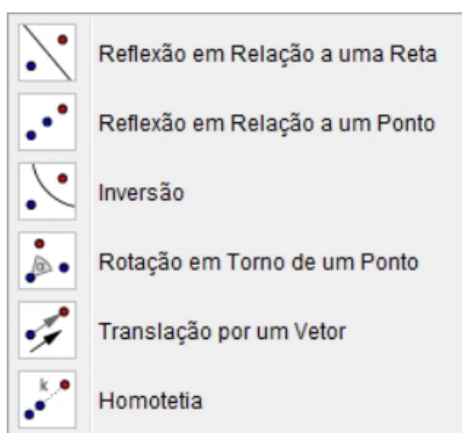 Reflexão em Relação a uma Reta
Reflexão em Relação a um Ponto
Inversão
α
Rotação em Torno de um Ponto
Translação por um Vetor
k
Homotetia